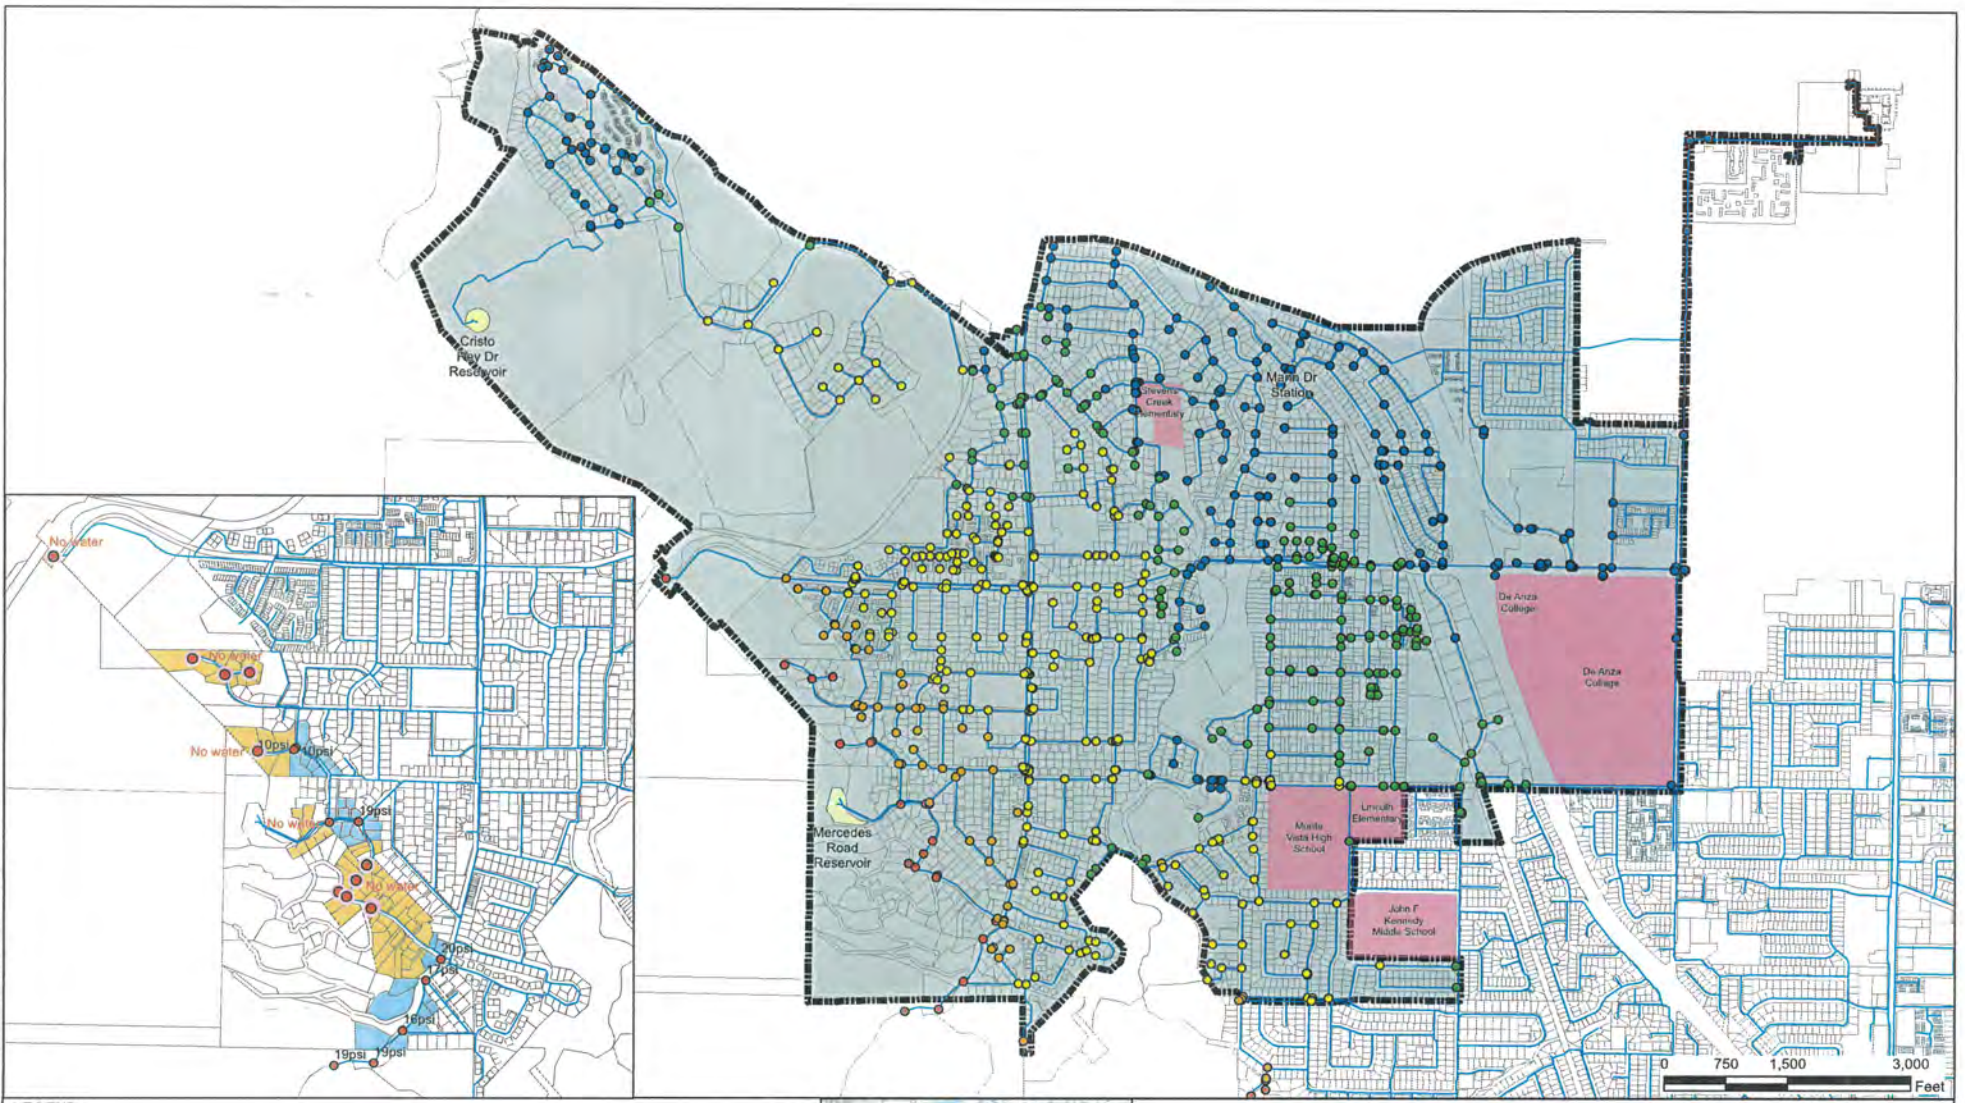 Cristo
Rey Dr
Reservoir
Stevens
Creek
Elementary
Mann Dr
Station
De Anza
College
De Anza
College
Mercedes
Road
Reservoir
Monta
Vista High
School
Lincoln
Elementary
John F
Kennedy
Middle School
No water
No water
No water
10psi
10psi
No water
19psi
No water
20psi
17psi
16psi
19psi
19psi
0 750 1,500 3,000
Feet